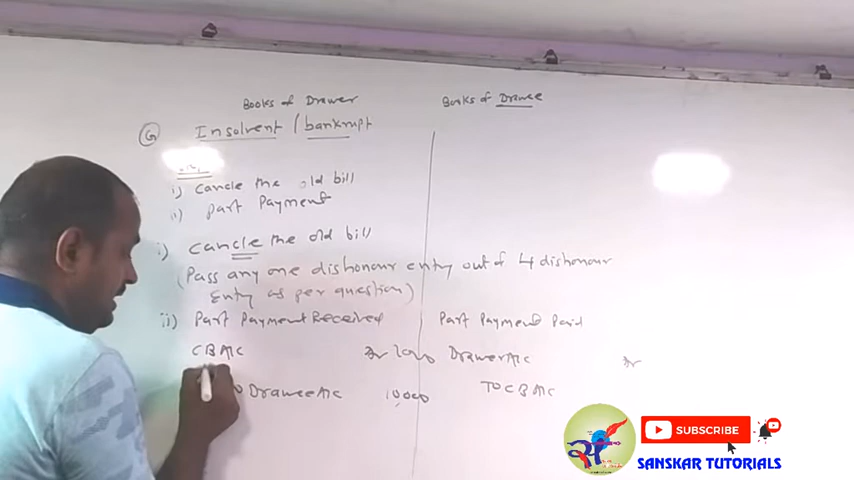 Books of Drawer
Books of Drawee
G Insolvent / bankrupt
i) cancle the old bill
ii) part Payment
i) cancle the old bill
(Pass any one dishonour entry out of 4 dishonour
Entry as per question)
ii) Part Payment Received
Part Payment Paid
CB A/c Dr
Drawer A/c Dr
Drawee A/c 10000
To CB A/c
SUBSCRIBE
SANSKAR TUTORIALS